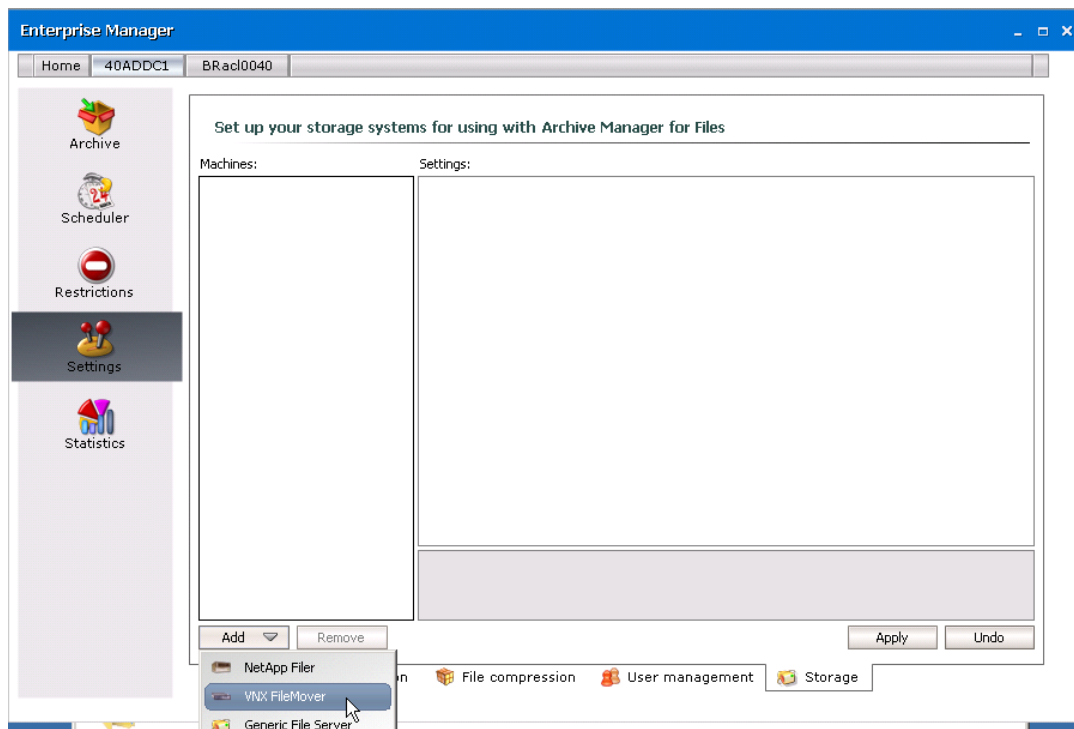 Enterprise Manager
Home 40ADDC1 BRacl0040
Archive
Scheduler
Restrictions
Settings
Statistics
Set up your storage systems for using with Archive Manager for Files
Machines: Settings:
Add Remove Apply Undo
NetApp Filer
VNX FileMover
Generic File Server
File compression User management Storage